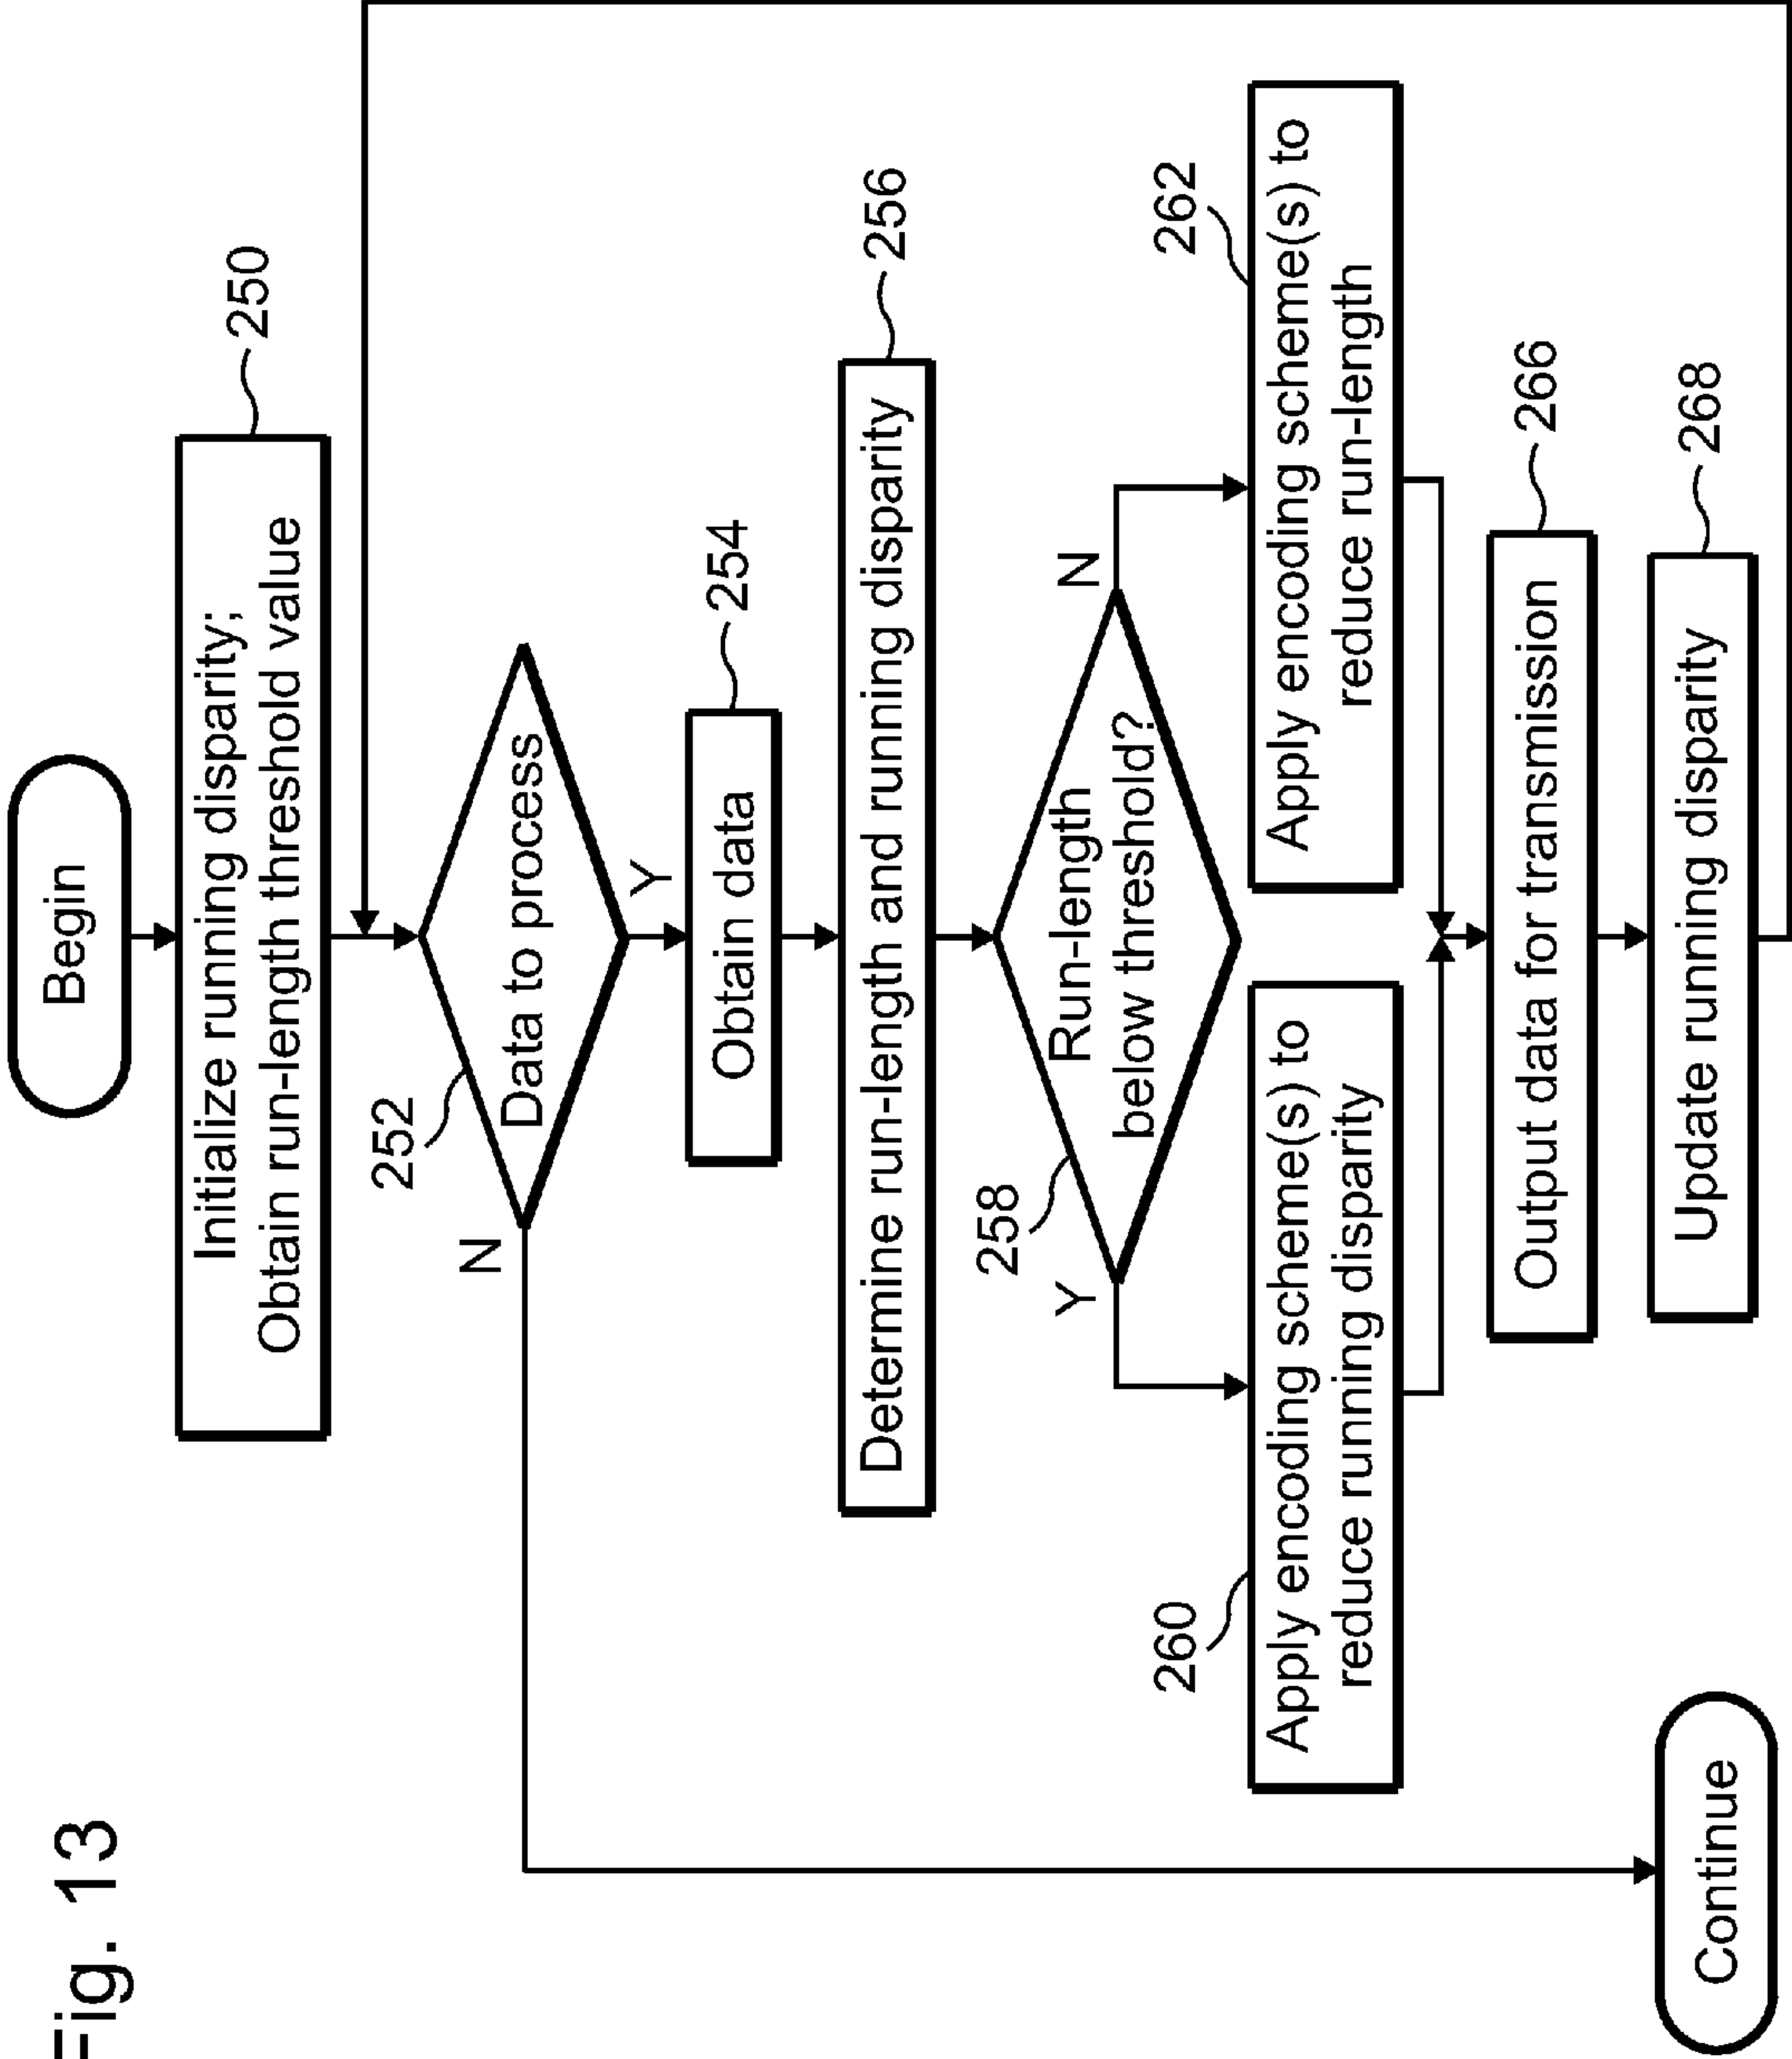 Fig. 13
Begin
Initialize running disparity;
Obtain run-length threshold value
250
252
Data to process
N
Y
Obtain data
254
Determine run-length and running disparity
256
258
Run-length
below threshold?
Y
N
260
Apply encoding scheme(s) to
reduce running disparity
262
Apply encoding scheme(s) to
reduce run-length
Output data for transmission
266
Update running disparity
268
Continue